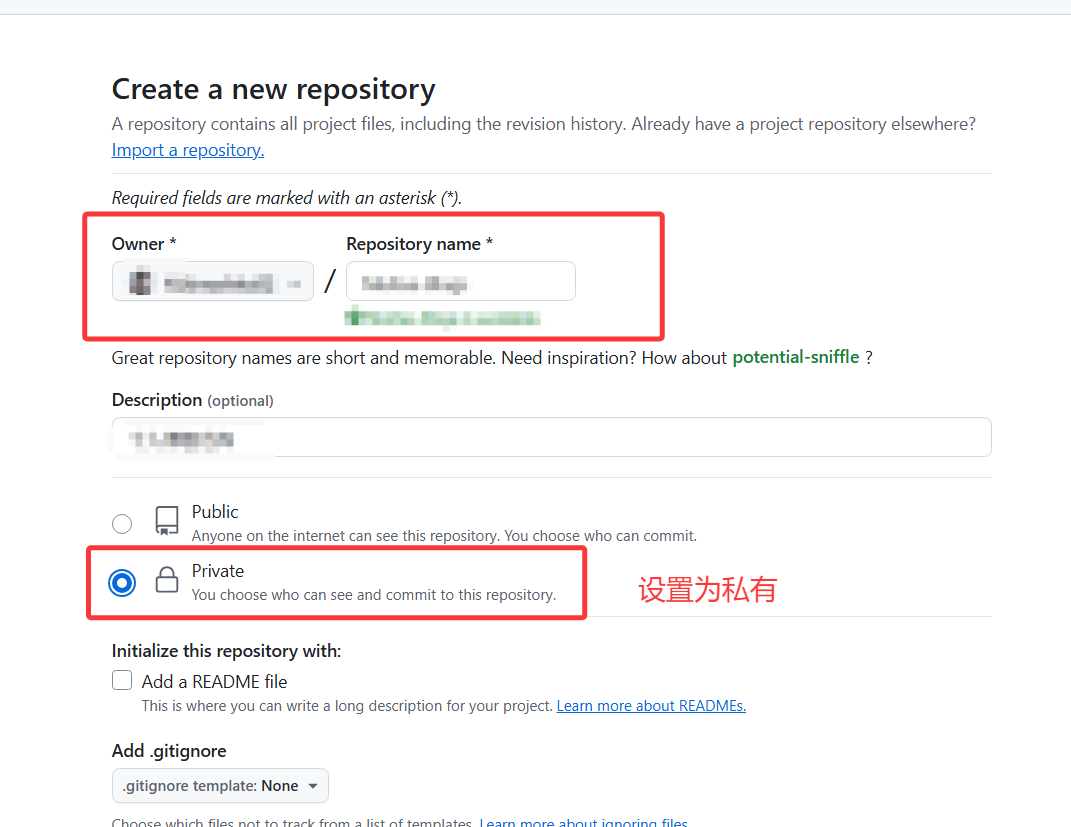 Create a new repository
A repository contains all project files, including the revision history. Already have a project repository elsewhere?
Import a repository.
Required fields are marked with an asterisk (*).
Owner * Repository name *
/
Great repository names are short and memorable. Need inspiration? How about potential-sniffle ?
Description (optional)
Public
Anyone on the internet can see this repository. You choose who can commit.
Private
You choose who can see and commit to this repository.
设置为私有
Initialize this repository with:
Add a README file
This is where you can write a long description for your project. Learn more about READMEs.
Add .gitignore
.gitignore template: None
Choose which files not to track from a list of templates. Learn more about ignoring files.